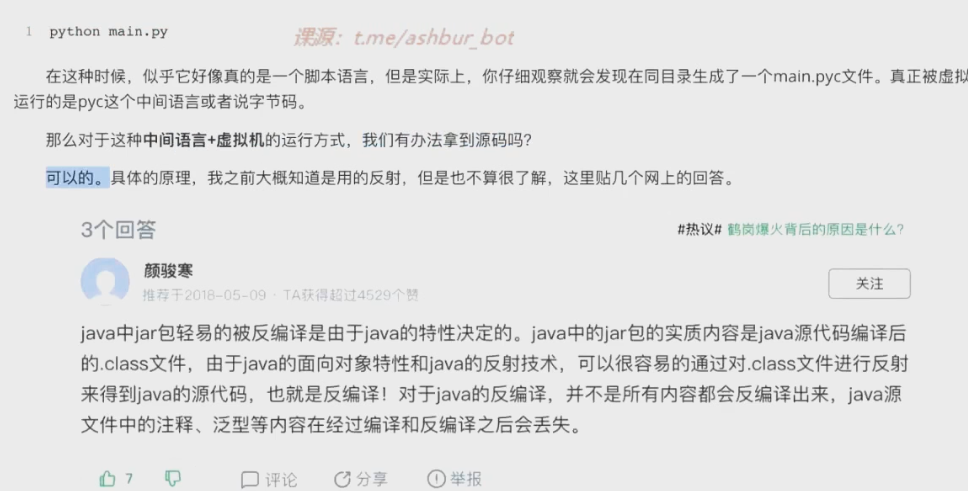 1 python main.py
课源：t.me/ashbur_bot
在这种时候，似乎它好像真的是一个脚本语言，但是实际上，你仔细观察就会发现在同目录生成了一个main.pyc文件。真正被虚拟
运行的是pyc这个中间语言或者说字节码。
那么对于这种中间语言+虚拟机的运行方式，我们有办法拿到源码吗？
可以的。具体的原理，我之前大概知道是用的反射，但是也不算很了解，这里贴几个网上的回答。
3个回答
#热议# 鹤岗爆火背后的原因是什么？
颜骏寒
推荐于2018-05-09 · TA获得超过4529个赞
关注
java中jar包轻易的被反编译是由于java的特性决定的。java中的jar包的实质内容是java源代码编译后
的.class文件，由于java的面向对象特性和java的反射技术，可以很容易的通过对.class文件进行反射
来得到java的源代码，也就是反编译！对于java的反编译，并不是所有内容都会反编译出来，java源
文件中的注释、泛型等内容在经过编译和反编译之后会丢失。
7 评论 分享 举报